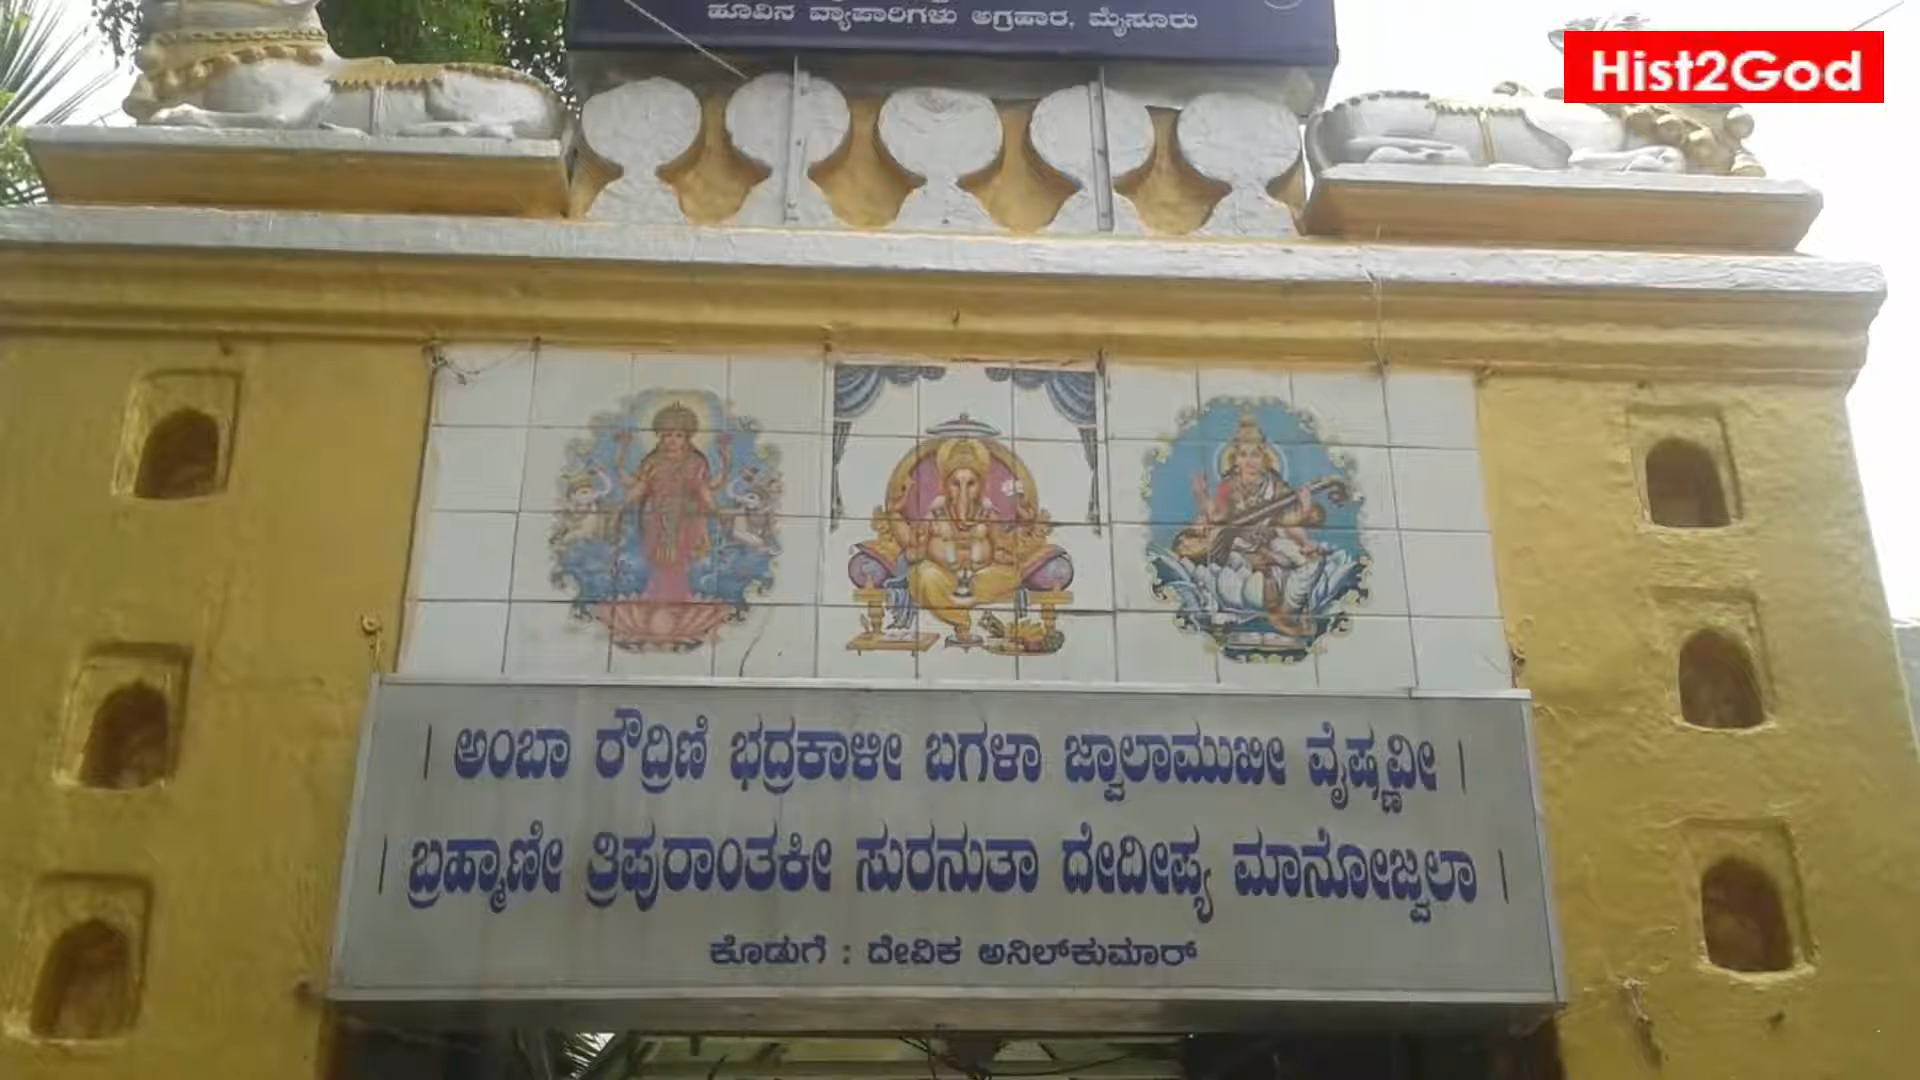 ಹೂವಿನ ವ್ಯಾಪಾರಿಗಳು ಅಗ್ರಹಾರ, ಮೈಸೂರು
Hist2God
। ಅಂಬಾ ರೌದ್ರಿಣಿ ಭದ್ರಕಾಳೀ ಬಗಳಾ ಜ್ವಾಲಾಮುಖೀ ವೈಷ್ಣವೀ ।
। ಬ್ರಹ್ಮಾಣೀ ತ್ರಿಪುರಾಂತಕೀ ಸುರನುತಾ ದೇದೀಪ್ಯ ಮಾನೋಜ್ವಲಾ ।
ಕೊಡುಗೆ : ದೇವಿಕ ಅನಿಲ್‌ಕುಮಾರ್